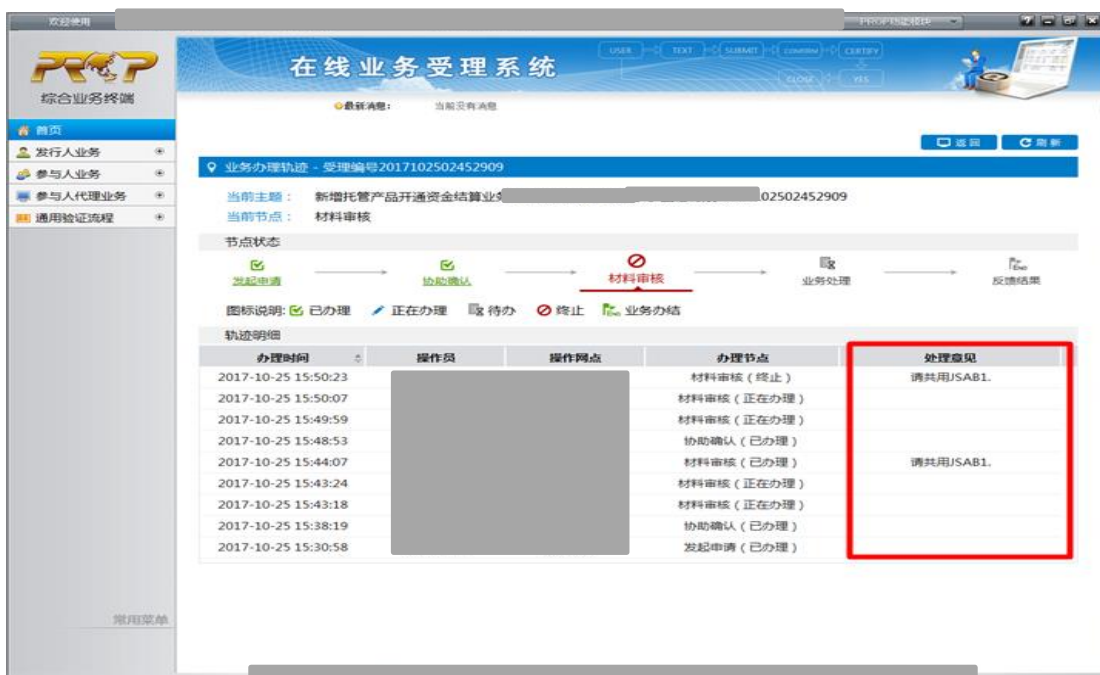 欢迎使用
PROP
综合业务终端
在线业务受理系统
USER TEXT SUBMIT CONFIRM CERTIFY
CLOSE YES
最新消息： 当前没有消息
首页
发行人业务
参与人业务
参与人代理业务
通用验证流程
常用菜单
返回 刷新
业务办理轨迹 - 受理编号2017102502452909
当前主题： 新增托管产品开通资金结算业务 02502452909
当前节点： 材料审核
节点状态
发起申请 协助确认 材料审核 业务处理 反馈结果
图标说明: 已办理 正在办理 待办 终止 业务办结
轨迹明细
办理时间 操作员 操作网点 办理节点 处理意见
2017-10-25 15:50:23 材料审核（终止） 请共用JSAB1.
2017-10-25 15:50:07 材料审核（正在办理）
2017-10-25 15:49:59 材料审核（正在办理）
2017-10-25 15:48:53 协助确认（已办理）
2017-10-25 15:44:07 材料审核（已办理） 请共用JSAB1.
2017-10-25 15:43:24 材料审核（正在办理）
2017-10-25 15:43:18 材料审核（正在办理）
2017-10-25 15:38:19 协助确认（已办理）
2017-10-25 15:30:58 发起申请（已办理）